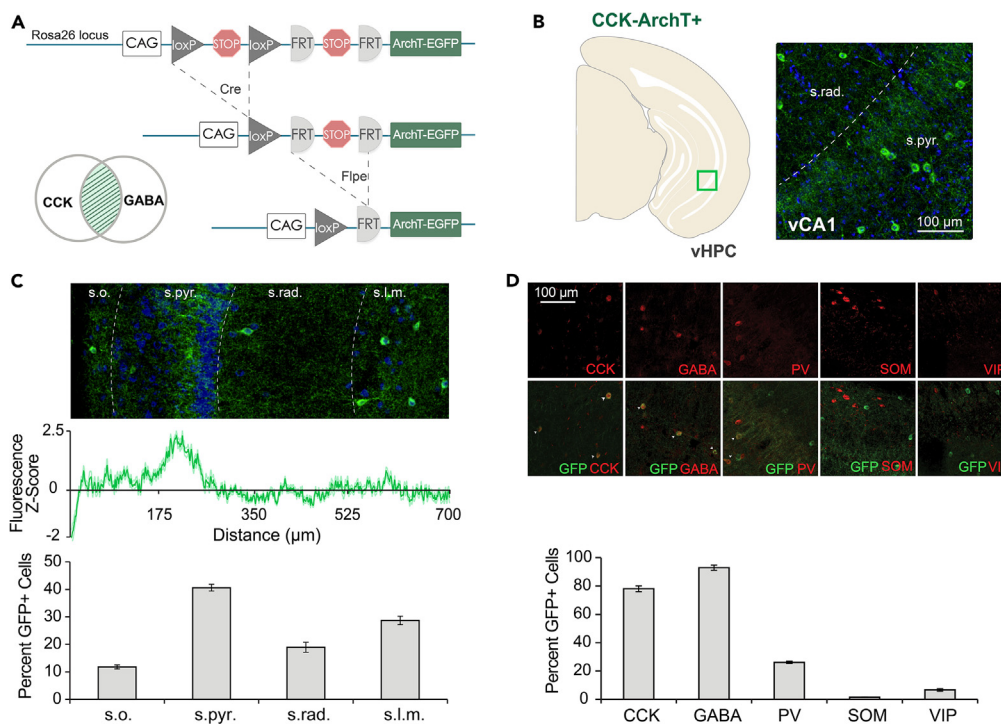 A
Rosa26 locus
CAG loxP STOP loxP FRT STOP FRT ArchT-EGFP
Cre
CAG loxP FRT STOP FRT ArchT-EGFP
Flpe
CAG loxP FRT ArchT-EGFP
CCK GABA
B
CCK-ArchT+
vHPC
s.rad.
s.pyr.
vCA1
100 µm
C
s.o. s.pyr. s.rad. s.l.m.
Fluorescence
Z-Score
2.5
0
-2
175 350 525 700
Distance (µm)
Percent GFP+ Cells
50
40
30
20
10
0
s.o. s.pyr. s.rad. s.l.m.
D
100 µm
CCK GABA PV SOM VIP
GFP CCK GFP GABA GFP PV GFP SOM GFP VIP
Percent GFP+ Cells
100
80
60
40
20
0
CCK GABA PV SOM VIP